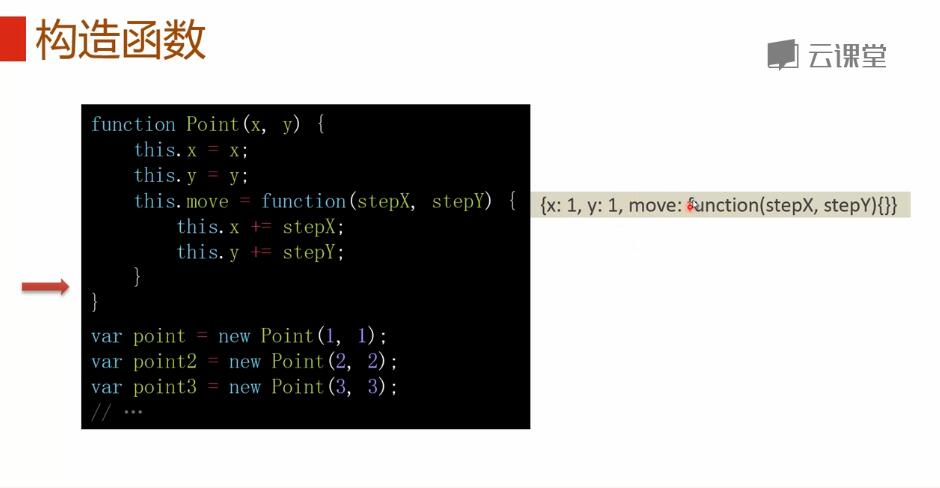 构造函数
云课堂
function Point(x, y) {
this.x = x;
this.y = y;
this.move = function(stepX, stepY) {
{x: 1, y: 1, move: function(stepX, stepY){}}
this.x += stepX;
this.y += stepY;
}
}
var point = new Point(1, 1);
var point2 = new Point(2, 2);
var point3 = new Point(3, 3);
// …